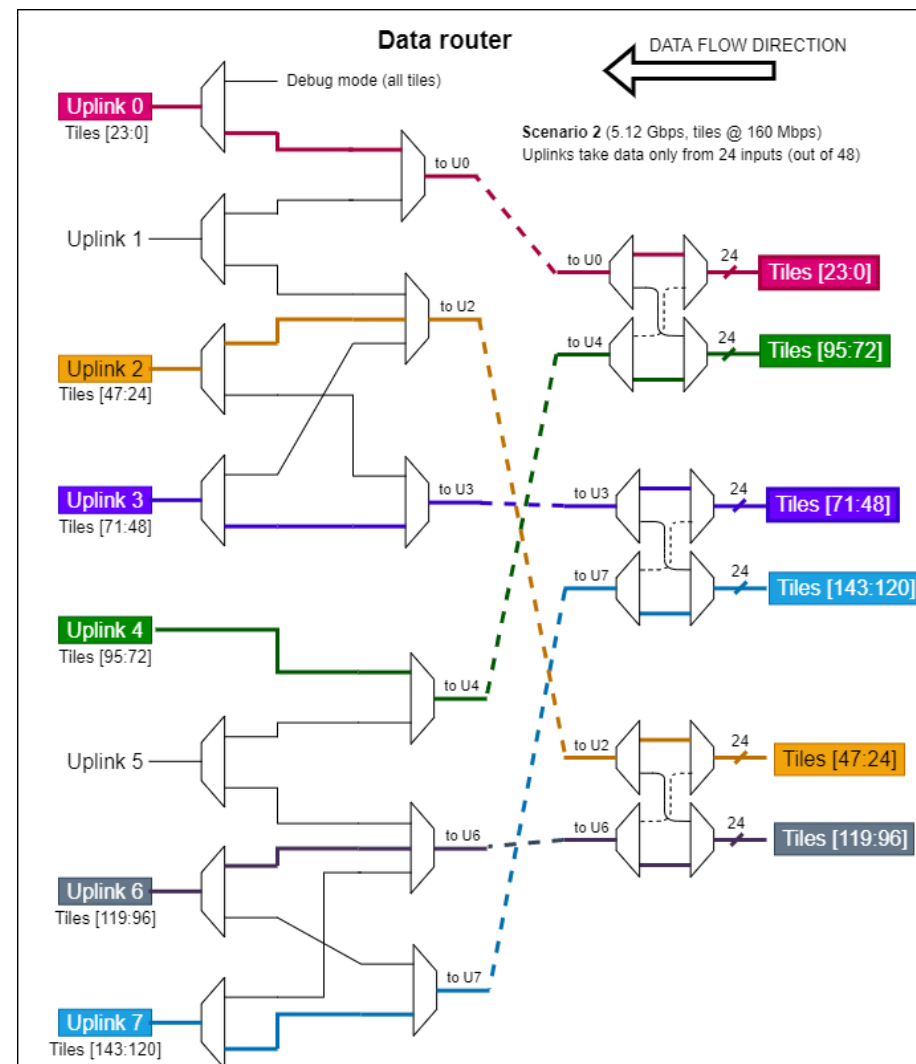 Data router
DATA FLOW DIRECTION
Debug mode (all tiles)
Uplink 0
Tiles [23:0]
Scenario 2 (5.12 Gbps, tiles @ 160 Mbps)
Uplinks take data only from 24 inputs (out of 48)
to U0
Uplink 1
to U0
24
Tiles [23:0]
to U2
to U4
24
Tiles [95:72]
Uplink 2
Tiles [47:24]
Uplink 3
Tiles [71:48]
to U3
to U3
24
Tiles [71:48]
to U7
24
Tiles [143:120]
Uplink 4
Tiles [95:72]
to U4
Uplink 5
to U2
24
Tiles [47:24]
to U6
to U6
24
Tiles [119:96]
Uplink 6
Tiles [119:96]
to U7
Uplink 7
Tiles [143:120]